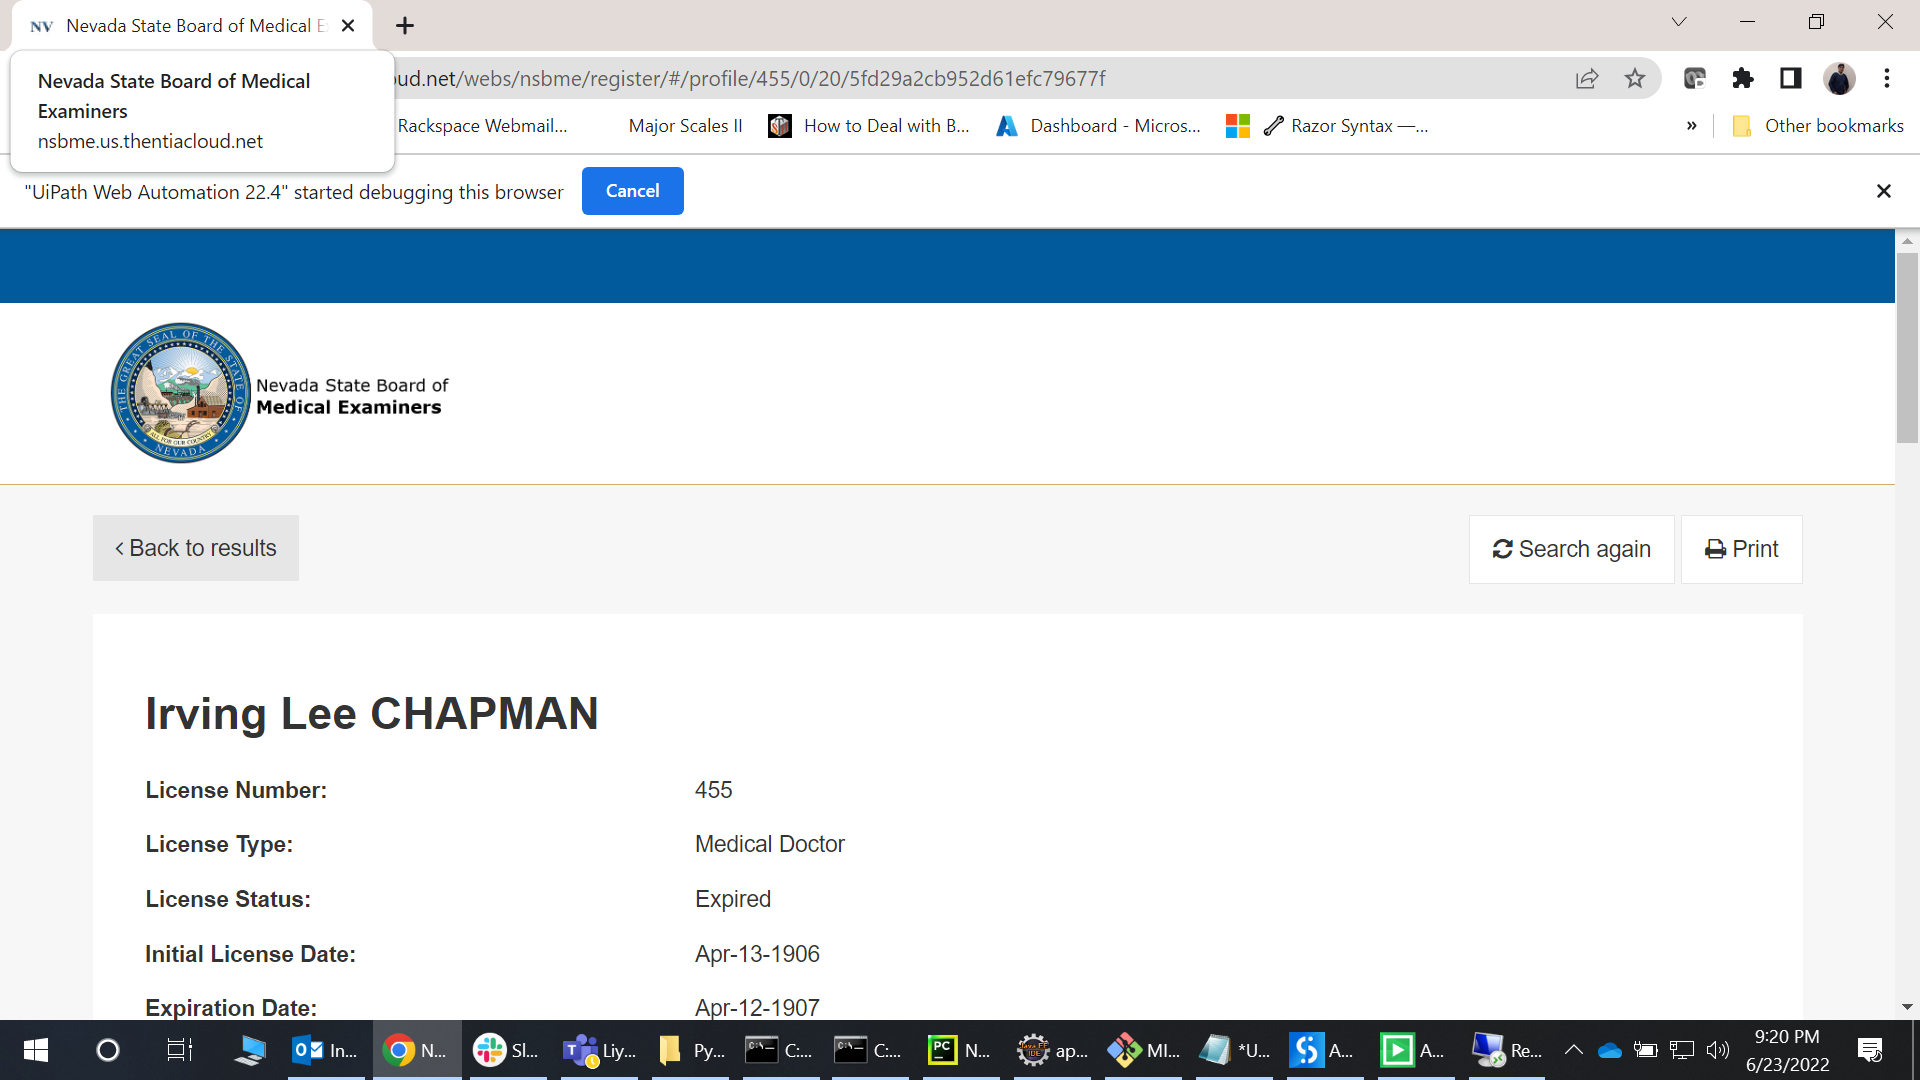 NV Nevada State Board of Medical E
Nevada State Board of Medical
Examiners
nsbme.us.thentiacloud.net
oud.net/webs/nsbme/register/#/profile/455/0/20/5fd29a2cb952d61efc79677f
Rackspace Webmail... Major Scales II How to Deal with B... Dashboard - Micros... Razor Syntax —... » Other bookmarks
"UiPath Web Automation 22.4" started debugging this browser Cancel
THE GREAT SEAL OF THE STATE OF NEVADA
ALL FOR OUR COUNTRY
Nevada State Board of
Medical Examiners
Back to results
Search again
Print
Irving Lee CHAPMAN
License Number: 455
License Type: Medical Doctor
License Status: Expired
Initial License Date: Apr-13-1906
Expiration Date: Apr-12-1907
In... N... Sl... Liy... Py... C:... C:... N... ap... MI... *U... A... A... Re...
9:20 PM
6/23/2022